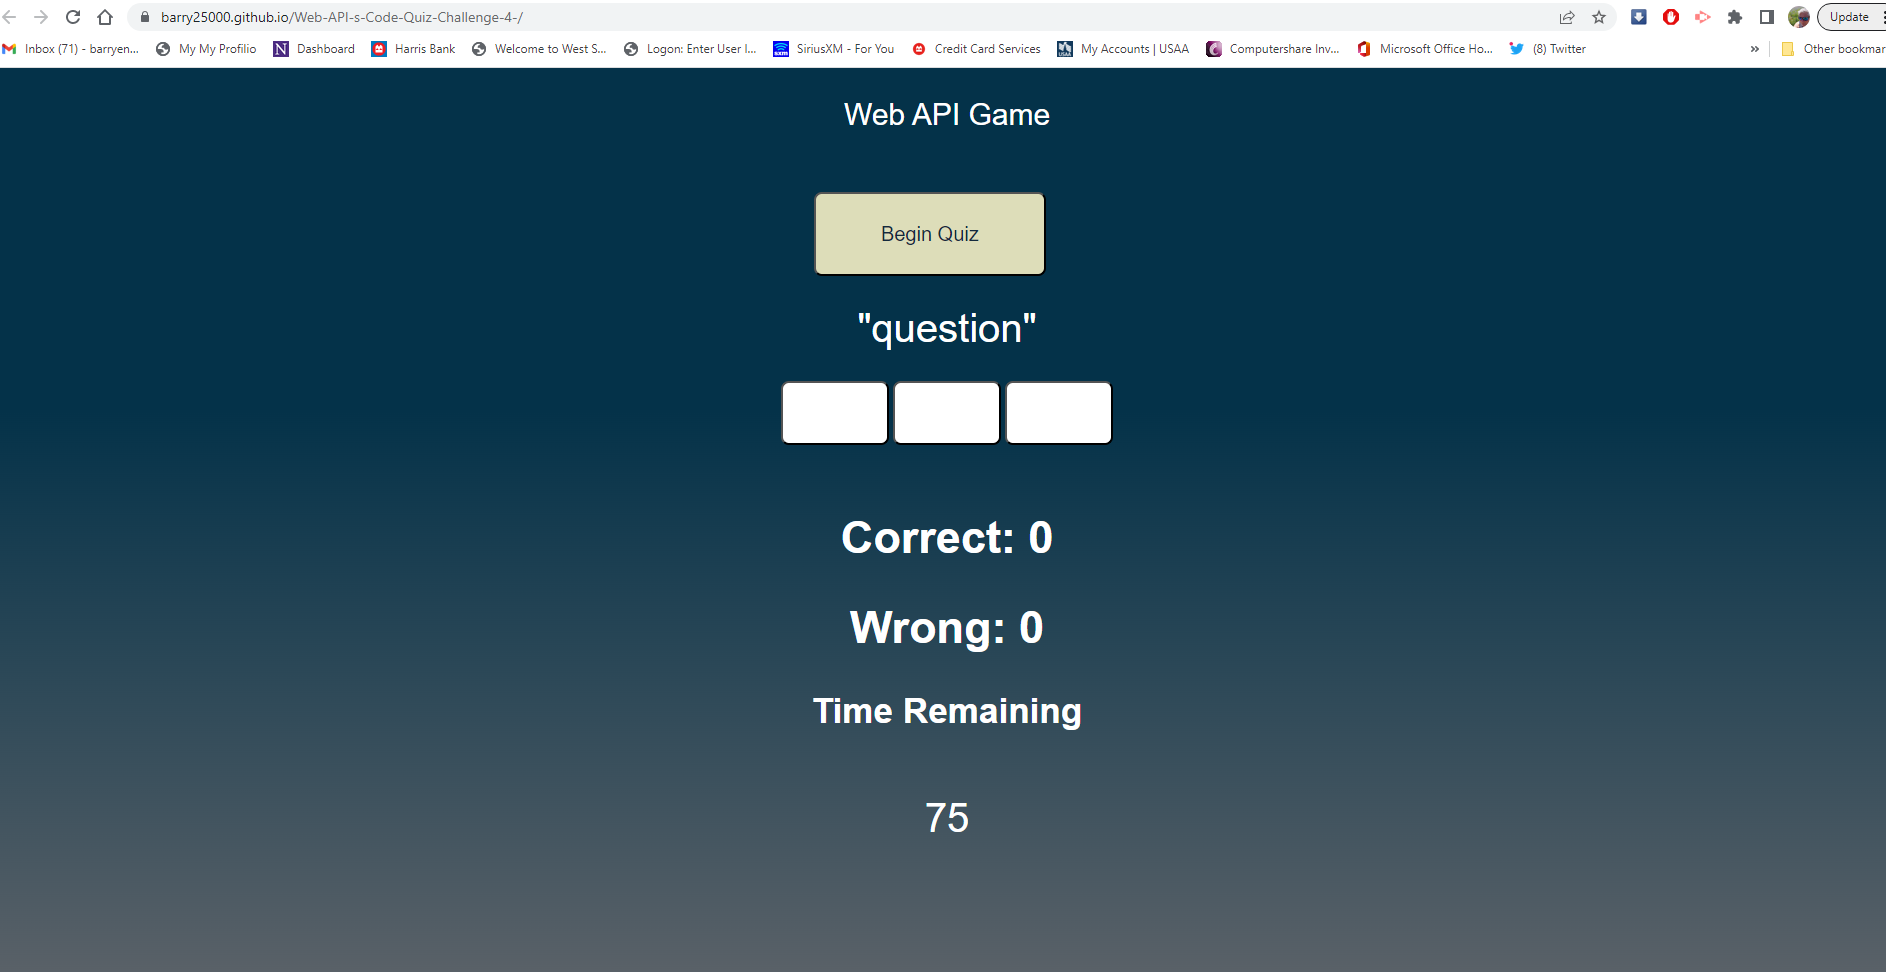 barry25000.github.io/Web-API-s-Code-Quiz-Challenge-4-/
Update
Inbox (71) - barryen... My My Profilio N Dashboard Harris Bank Welcome to West S... Logon: Enter User I... sxm SiriusXM - For You Credit Card Services USAA My Accounts | USAA Computershare Inv... Microsoft Office Ho... (8) Twitter » Other bookmar
Web API Game
Begin Quiz
"question"
Correct: 0
Wrong: 0
Time Remaining
75